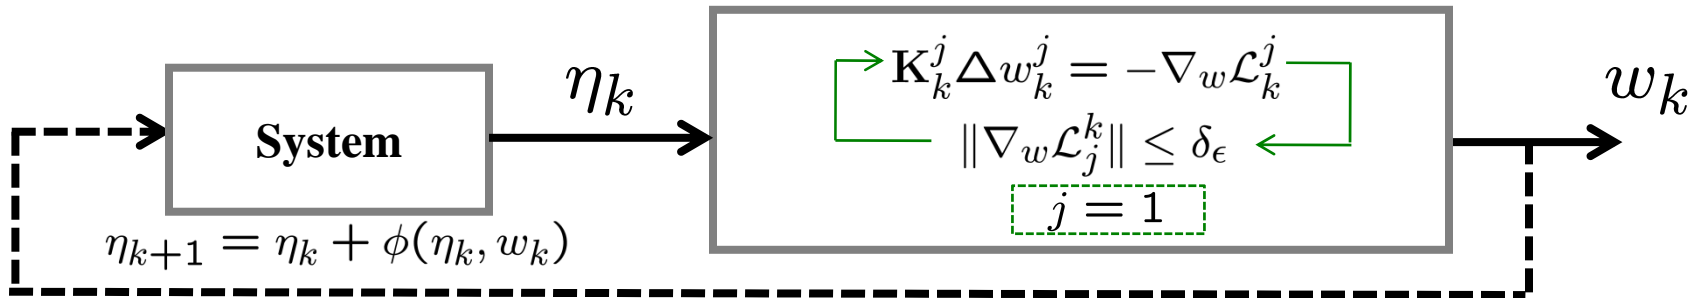 System
η_{k+1} = η_k + ϕ(η_k, w_k)
η_k
𝐊_k^j Δw_k^j = −∇_w ℒ_k^j
‖∇_w ℒ_j^k‖ ≤ δ_ϵ
j = 1
w_k